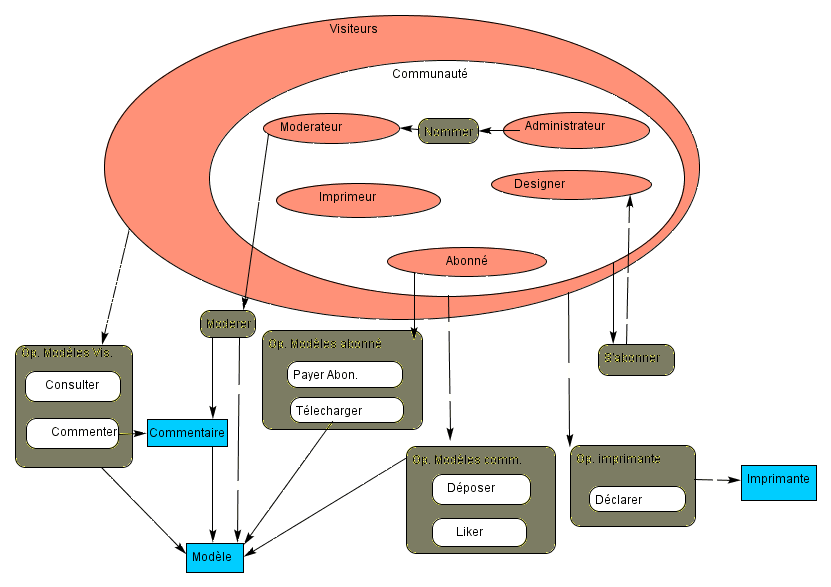 Visiteurs
Communauté
Moderateur
Nommer
Administrateur
Imprimeur
Designer
Abonné
Moderer
Op. Modèles Vis.
Consulter
Commenter
Op. Modèles abonné
Payer Abon.
Télecharger
S'abonner
Commentaire
Op. Modèles comm.
Déposer
Liker
Op. imprimante
Déclarer
Imprimante
Modèle